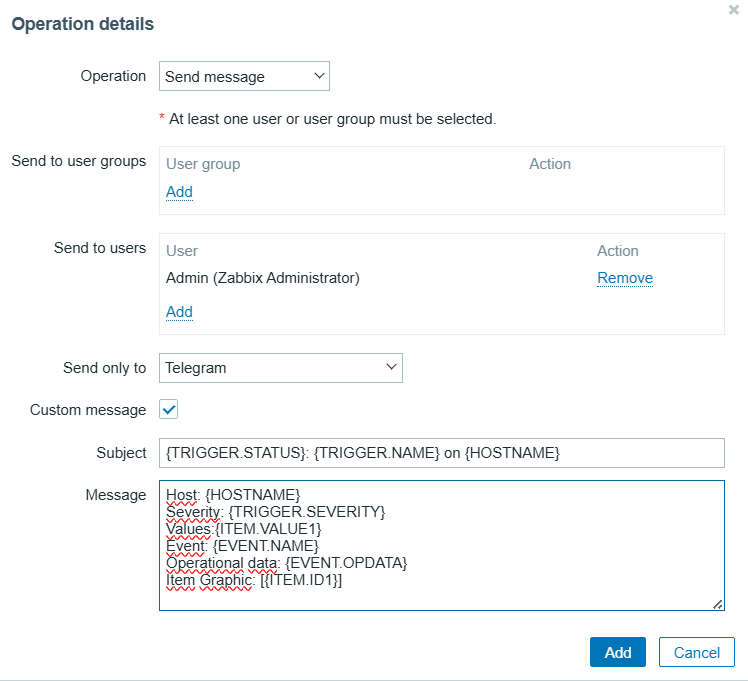 Operation details
Operation Send message
* At least one user or user group must be selected.
Send to user groups User group Action
Add
Send to users User Action
Admin (Zabbix Administrator) Remove
Add
Send only to Telegram
Custom message
Subject {TRIGGER.STATUS}: {TRIGGER.NAME} on {HOSTNAME}
Message Host: {HOSTNAME}
Severity: {TRIGGER.SEVERITY}
Values:{ITEM.VALUE1}
Event: {EVENT.NAME}
Operational data: {EVENT.OPDATA}
Item Graphic: [{ITEM.ID1}]
Add Cancel